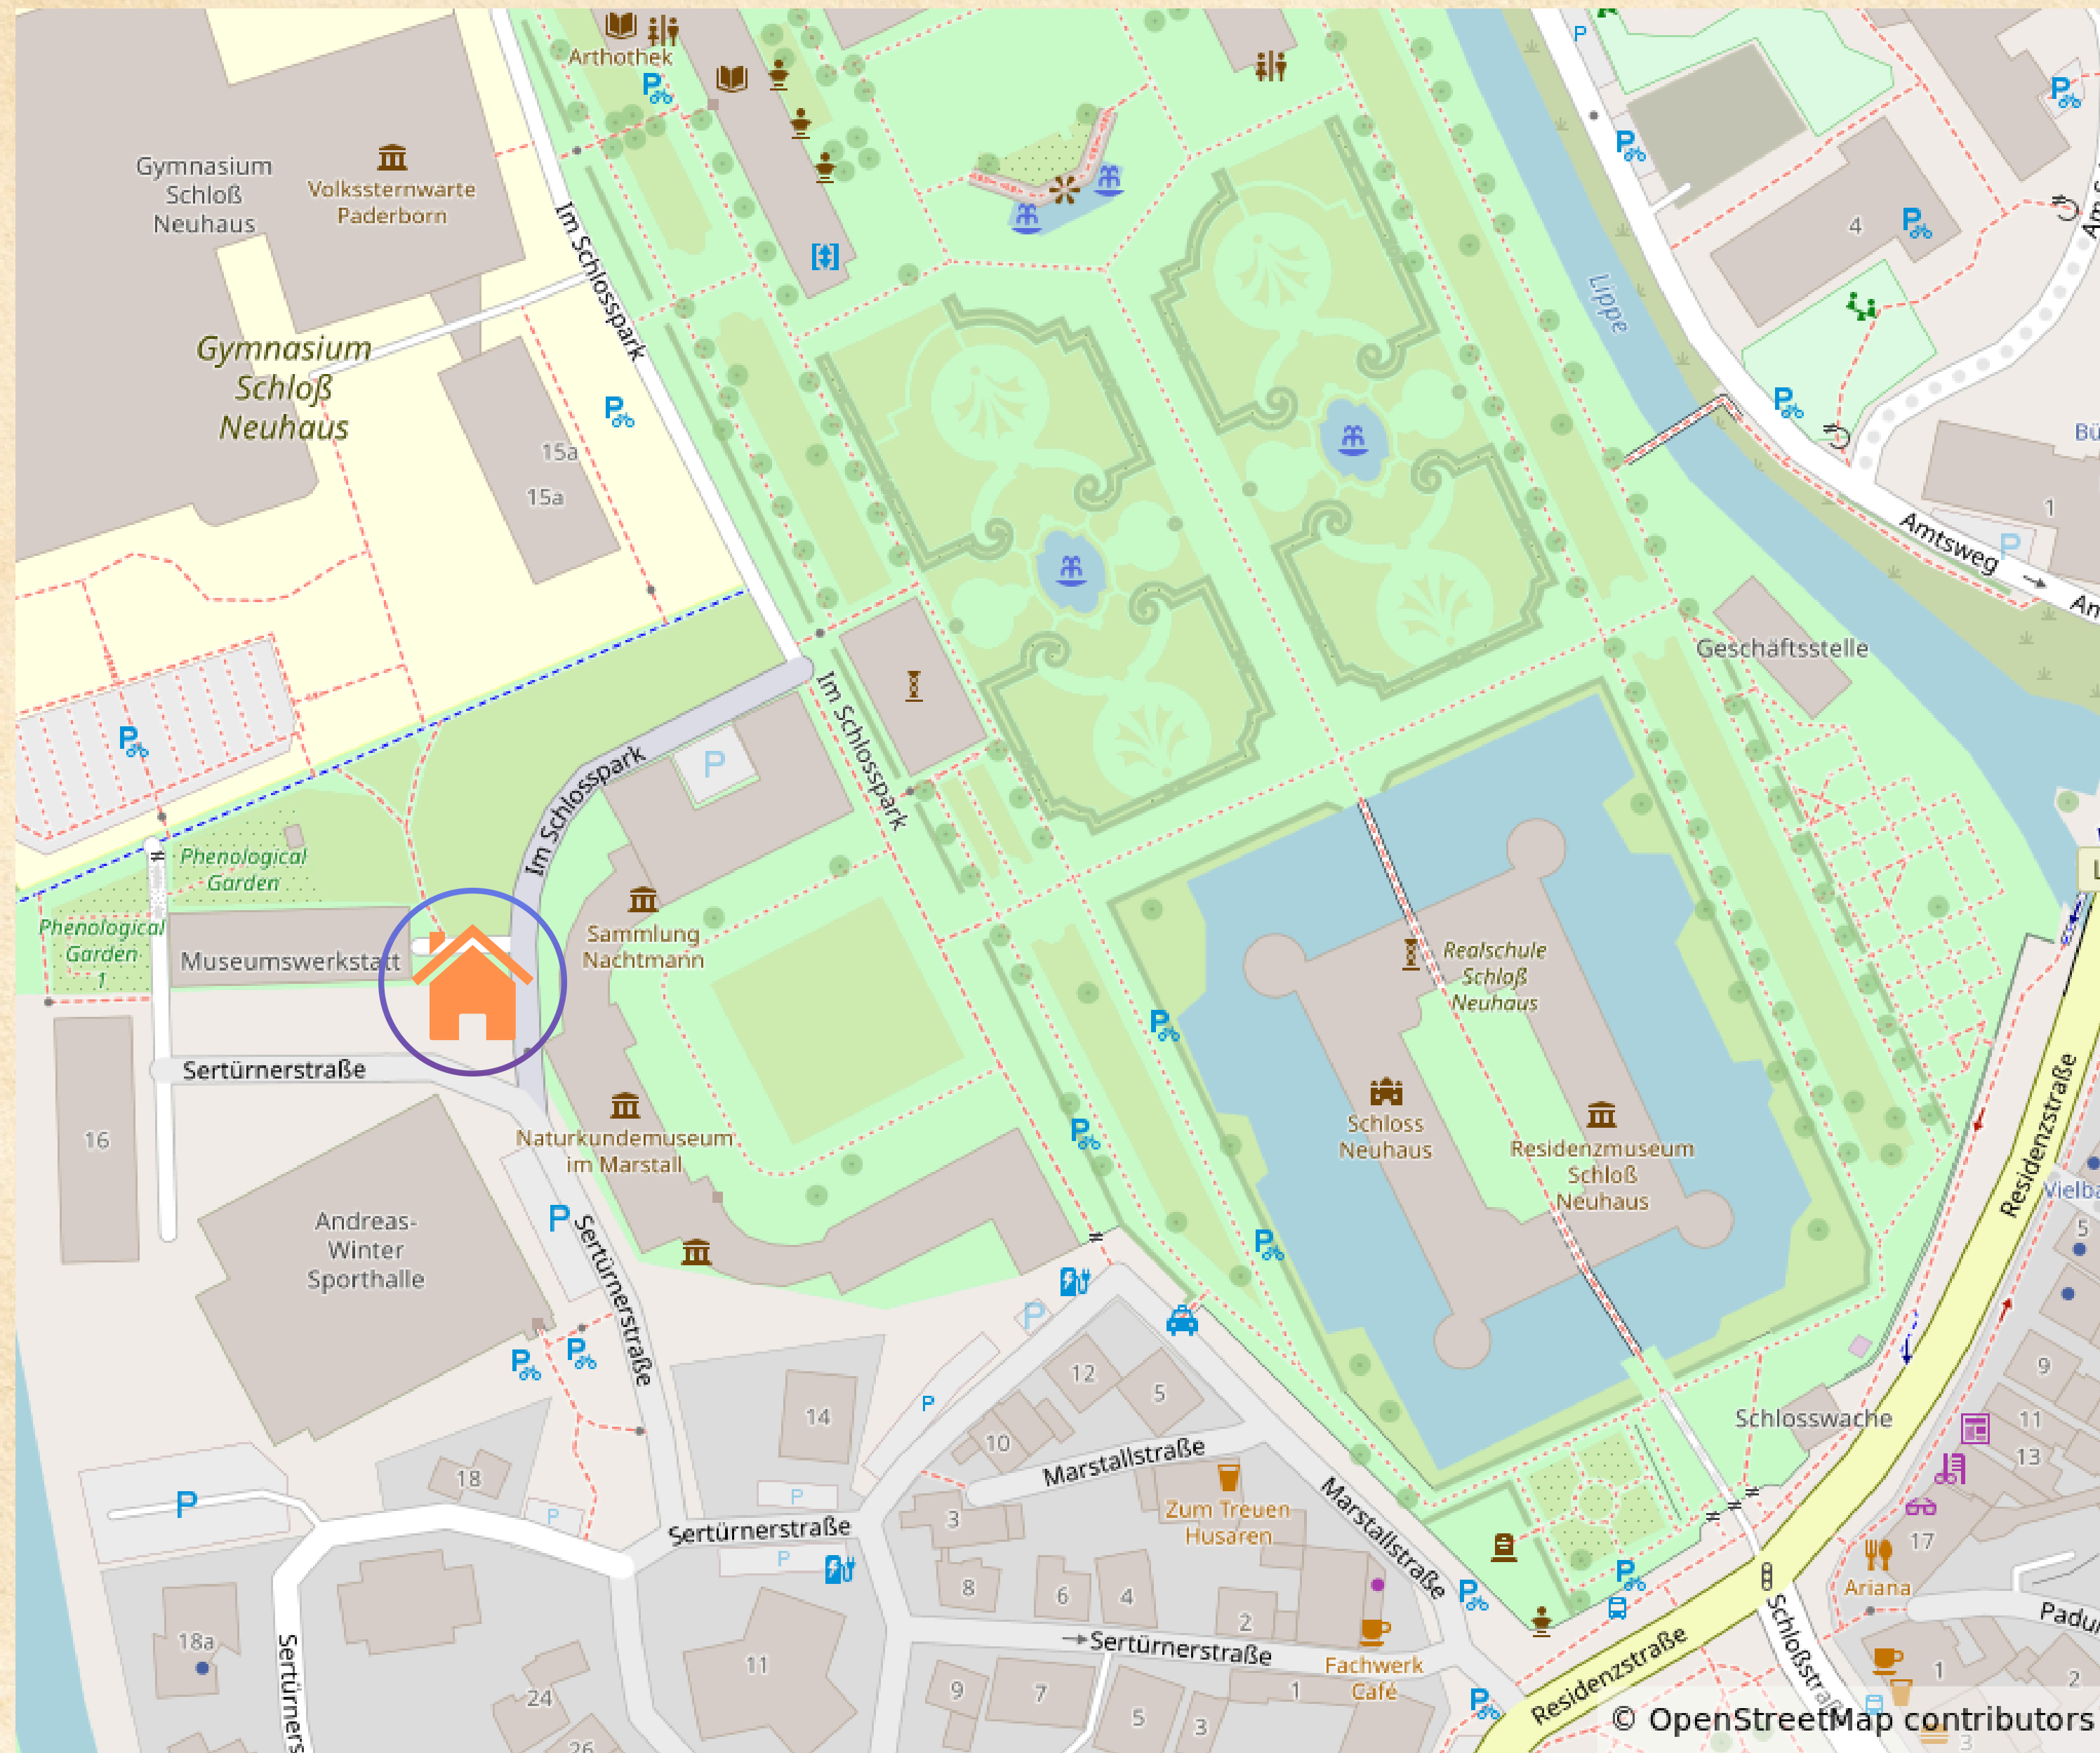 Arthothek
Gymnasium
Schloß
Neuhaus
Volkssternwarte
Paderborn
Im Schlosspark
4
Lippe
Gymnasium
Schloß
Neuhaus
15a
15a
P
1
Amtsweg
P
Geschäftsstelle
Im Schlosspark
P
Im Schlosspark
Phenological
Garden
Phenological
Garden
1
Museumswerkstatt
Sammlung
Nachtmann
Realschule
Schloß
Neuhaus
Sertürnerstraße
16
Naturkundemuseum
im Marstall
Schloss
Neuhaus
Residenzmuseum
Schloß
Neuhaus
Residenzstraße
Andreas-
Winter
Sporthalle
P
Sertürnerstraße
5
P
9
12
5
14
P
10
11
13
Schlosswache
Marstallstraße
Zum Treuen
Husaren
Marstallstraße
18
P
P
P
3
Sertürnerstraße
P
17
Ariana
8
6
4
2
Sertürnerstraße
Fachwerk
Café
18a
11
24
9
7
5
3
1
26
Residenzstraße
Schloßstraße
1
2
3
© OpenStreetMap contributors